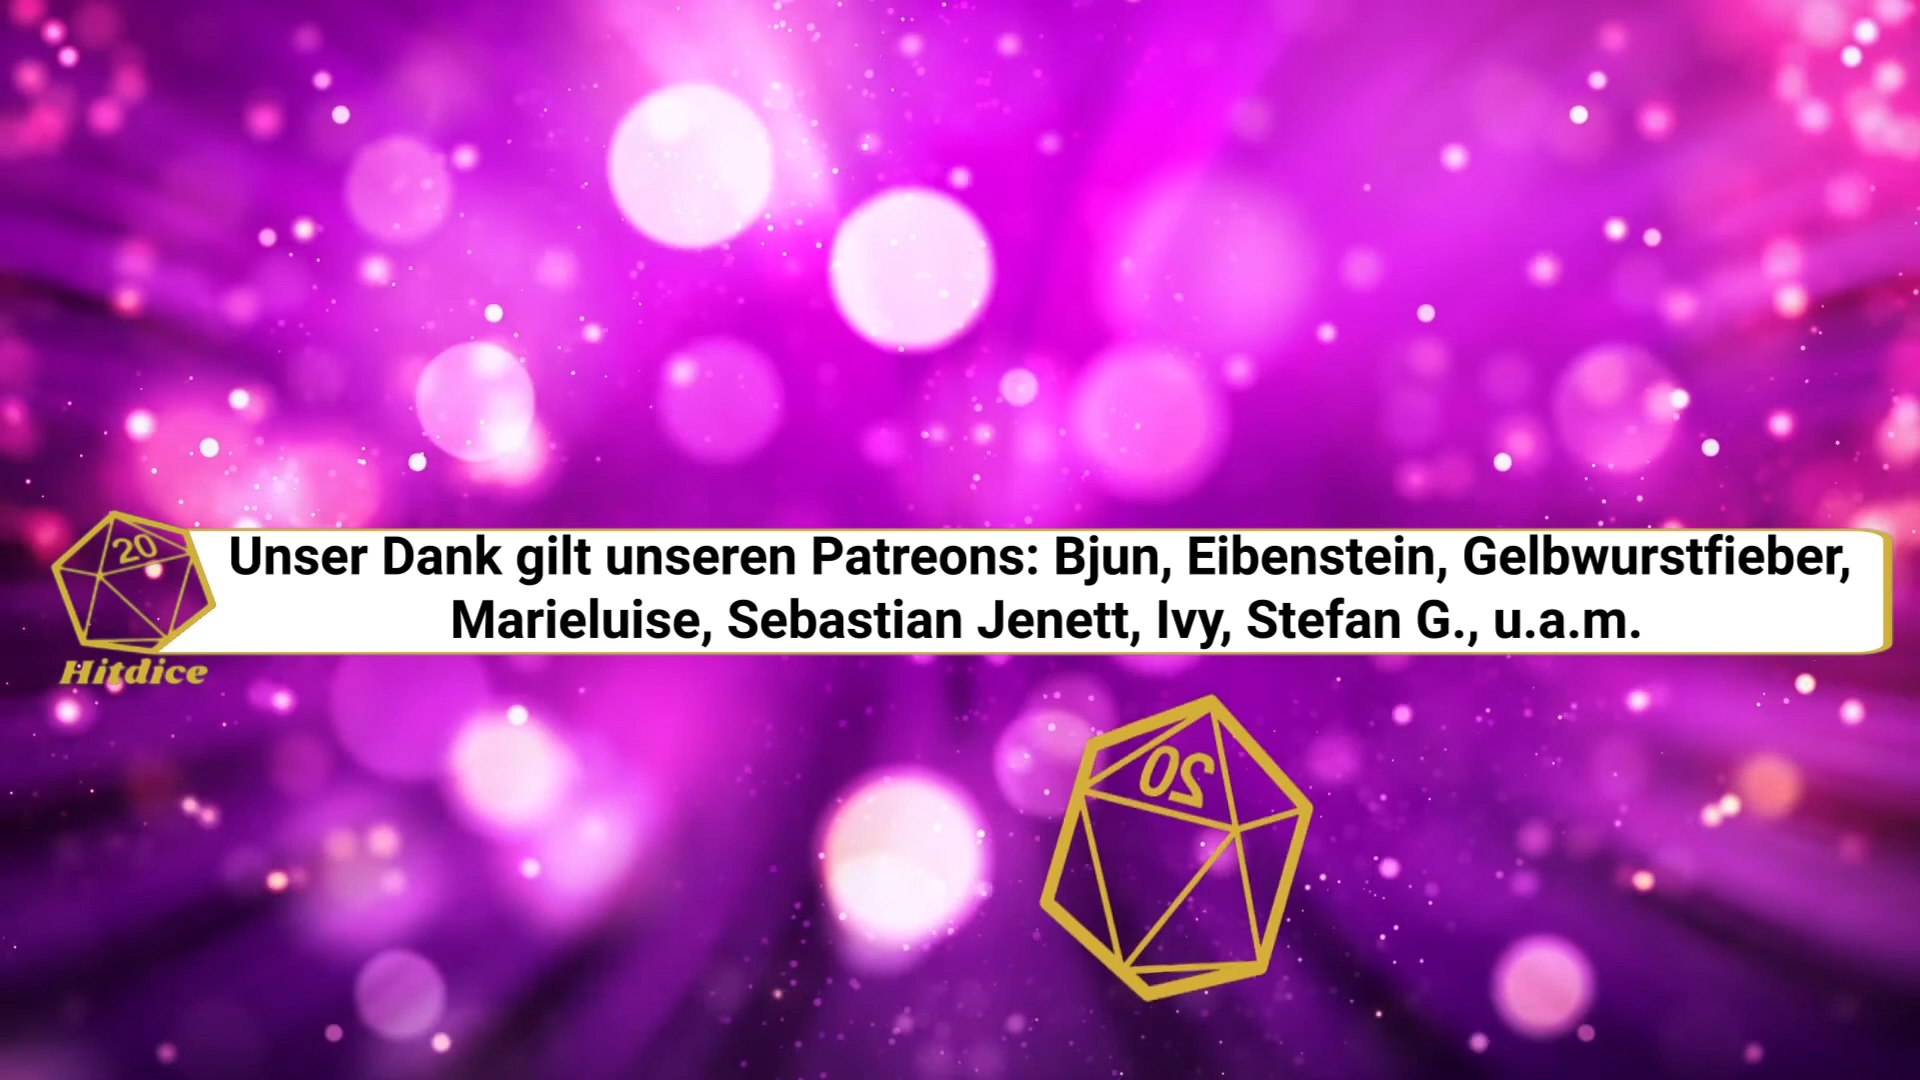 20
Unser Dank gilt unseren Patreons: Bjun, Eibenstein, Gelbwurstfieber,
Marieluise, Sebastian Jenett, Ivy, Stefan G., u.a.m.
Hitdice
20